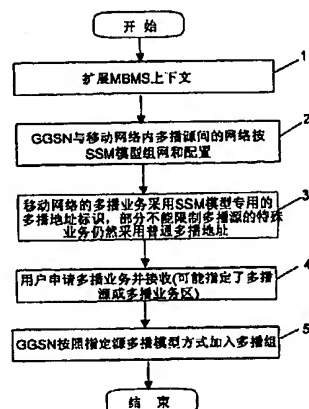 开 始
扩展MBMS上下文
1
GGSN与移动网络内多播源间的网络按
SSM模型组网和配置
2
移动网络的多播业务采用SSM模型专用的
多播地址标识，部分不能限制多播源的特殊
业务仍然采用普通多播地址
3
用户申请多播业务并接收(可能指定了多播
源或多播业务区)
4
GGSN按照指定源多播模型方式加入多播组
5
结 束